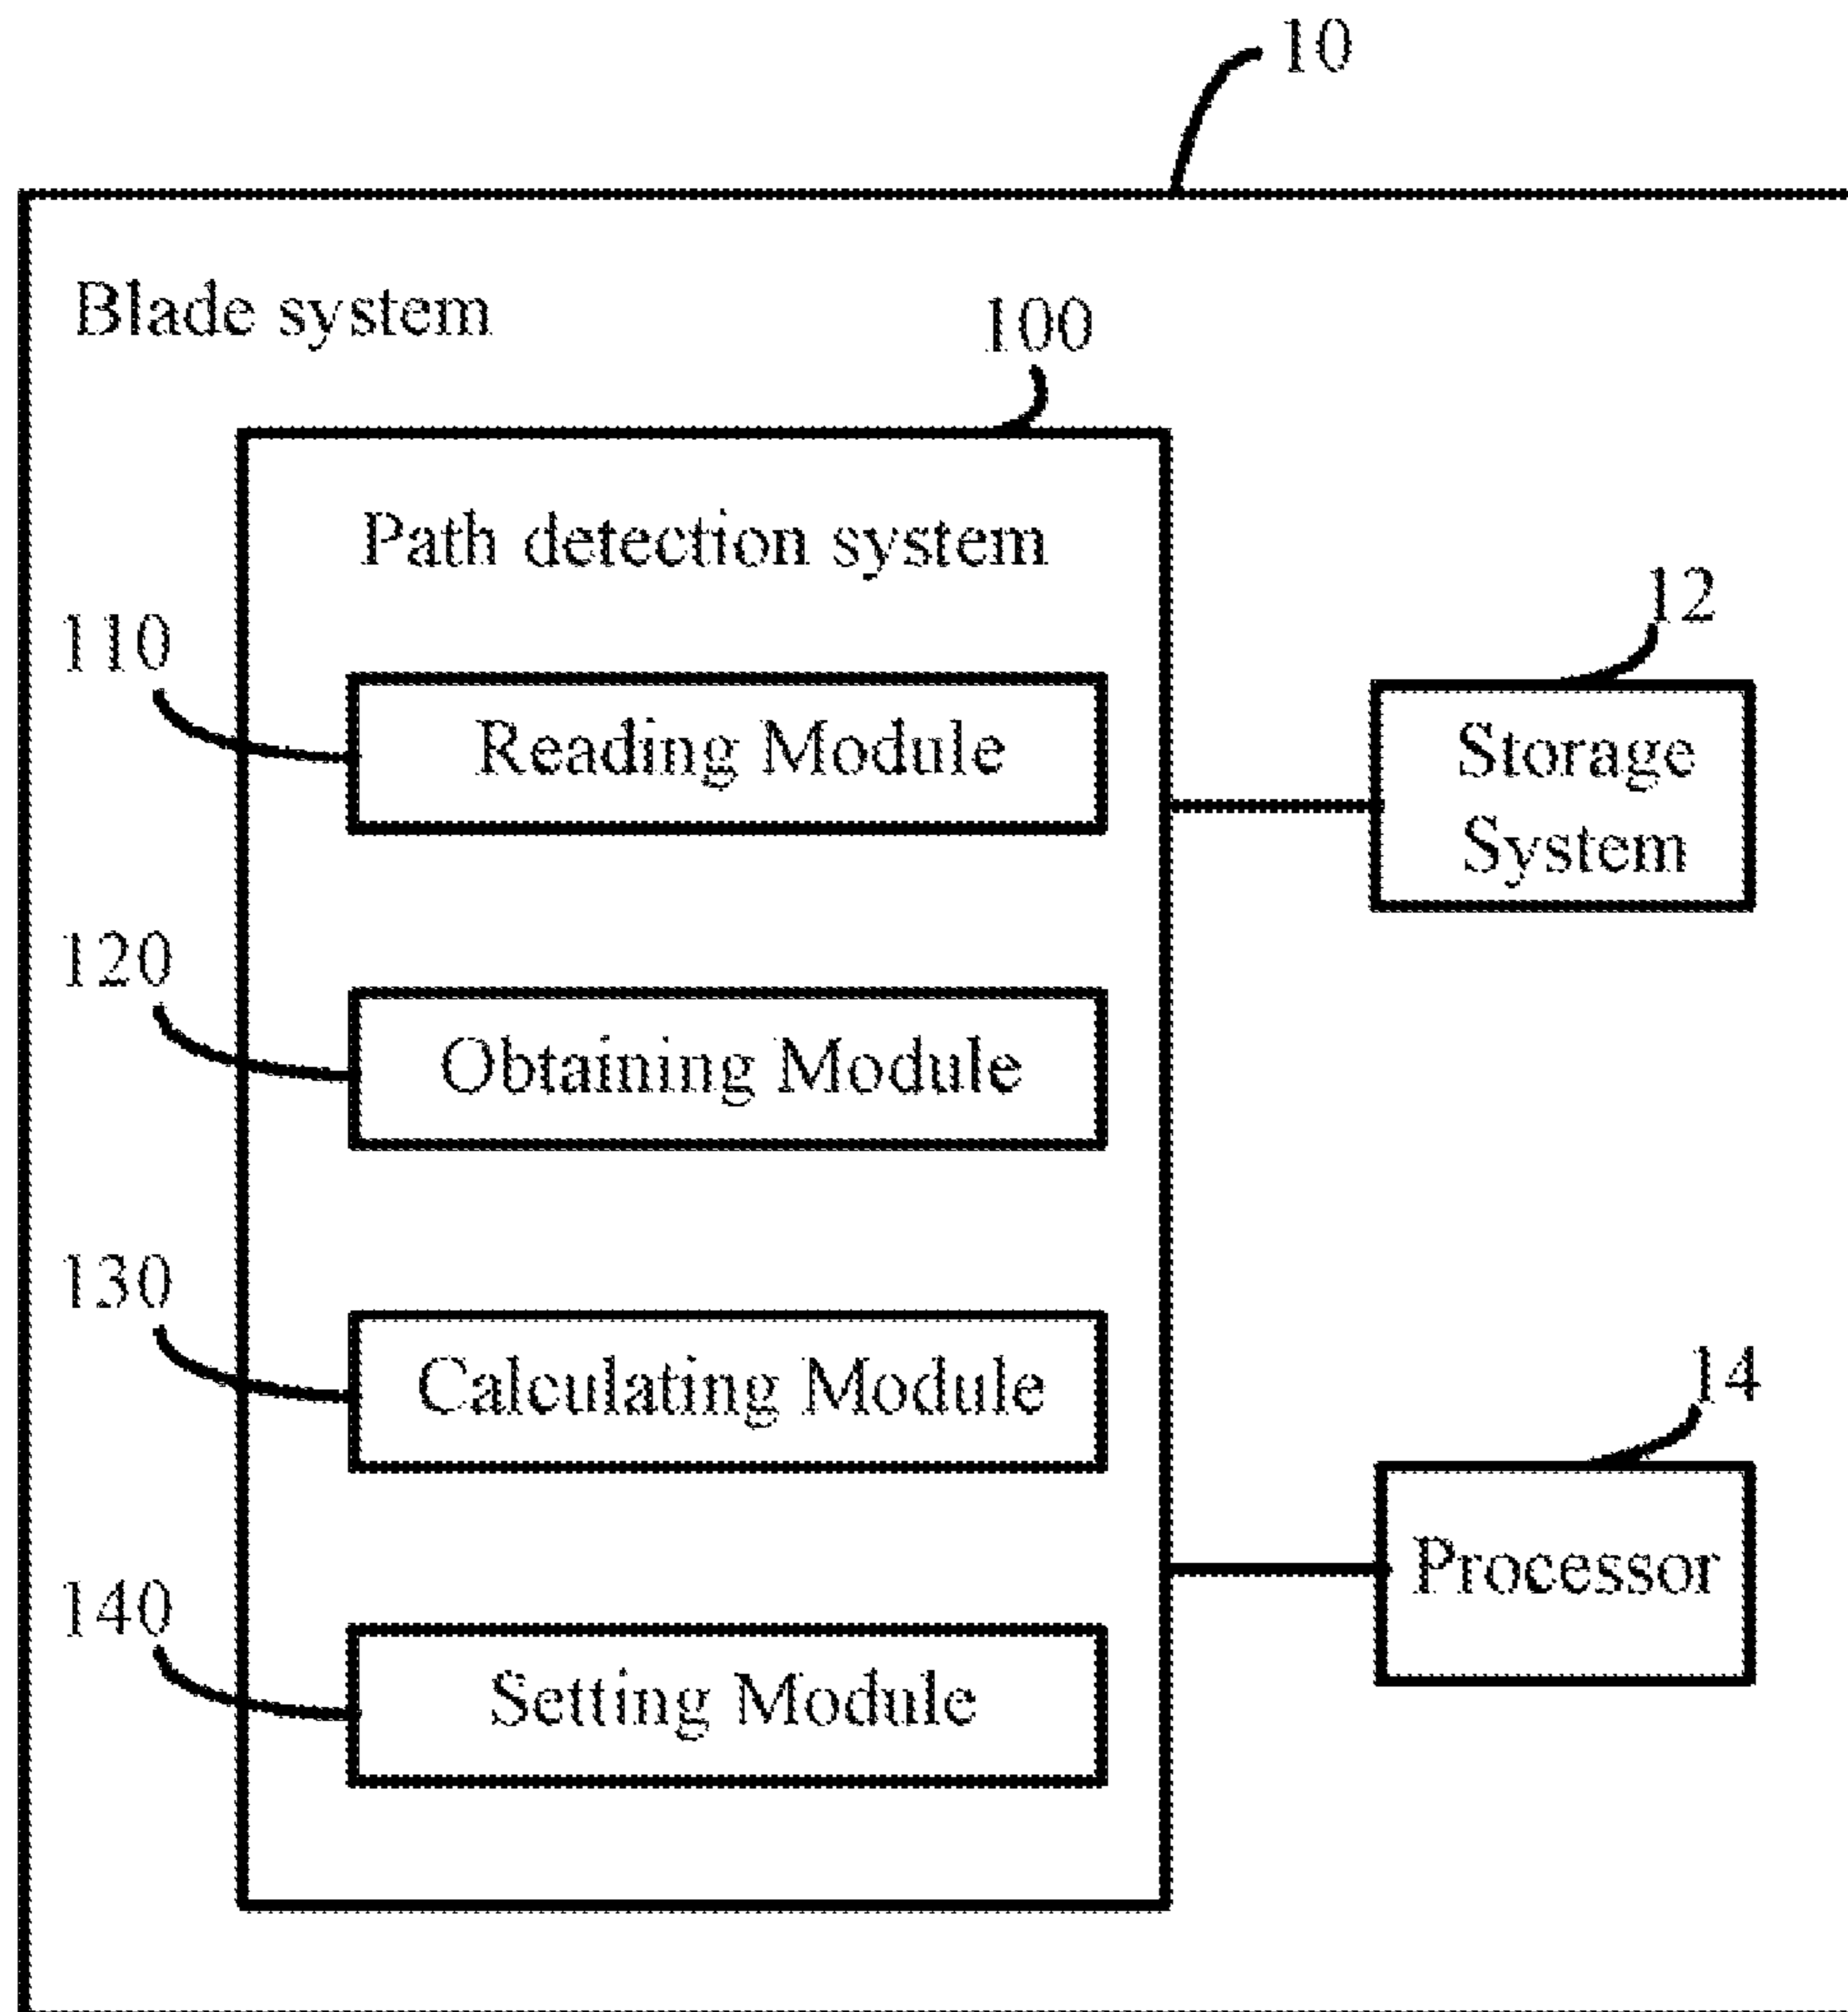 10
Blade system
100
Path detection system
110
Reading Module
12
Storage
System
120
Obtaining Module
130
Calculating Module
14
Processor
140
Setting Module